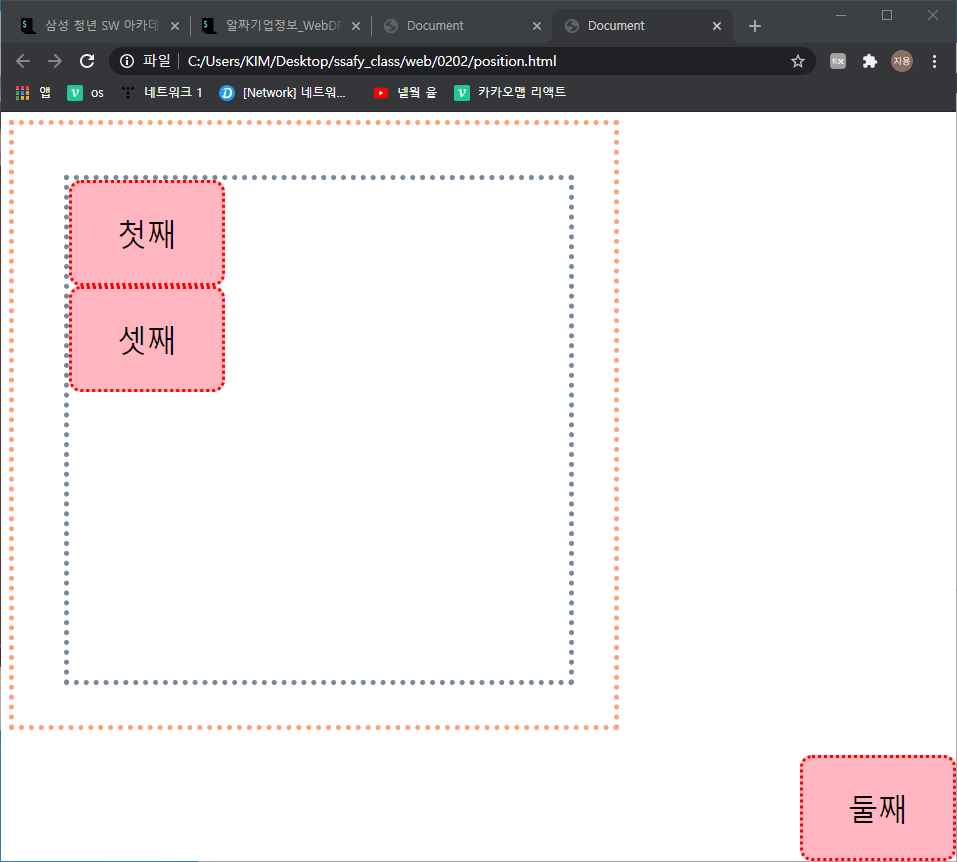 삼성 청년 SW 아카데
알짜기업정보_WebDR
Document
Document
파일
C:/Users/KIM/Desktop/ssafy_class/web/0202/position.html
EX
지용
앱
os
네트워크 1
[Network] 네트워...
넬웤 율
카카오맵 리액트
첫째
셋째
둘째